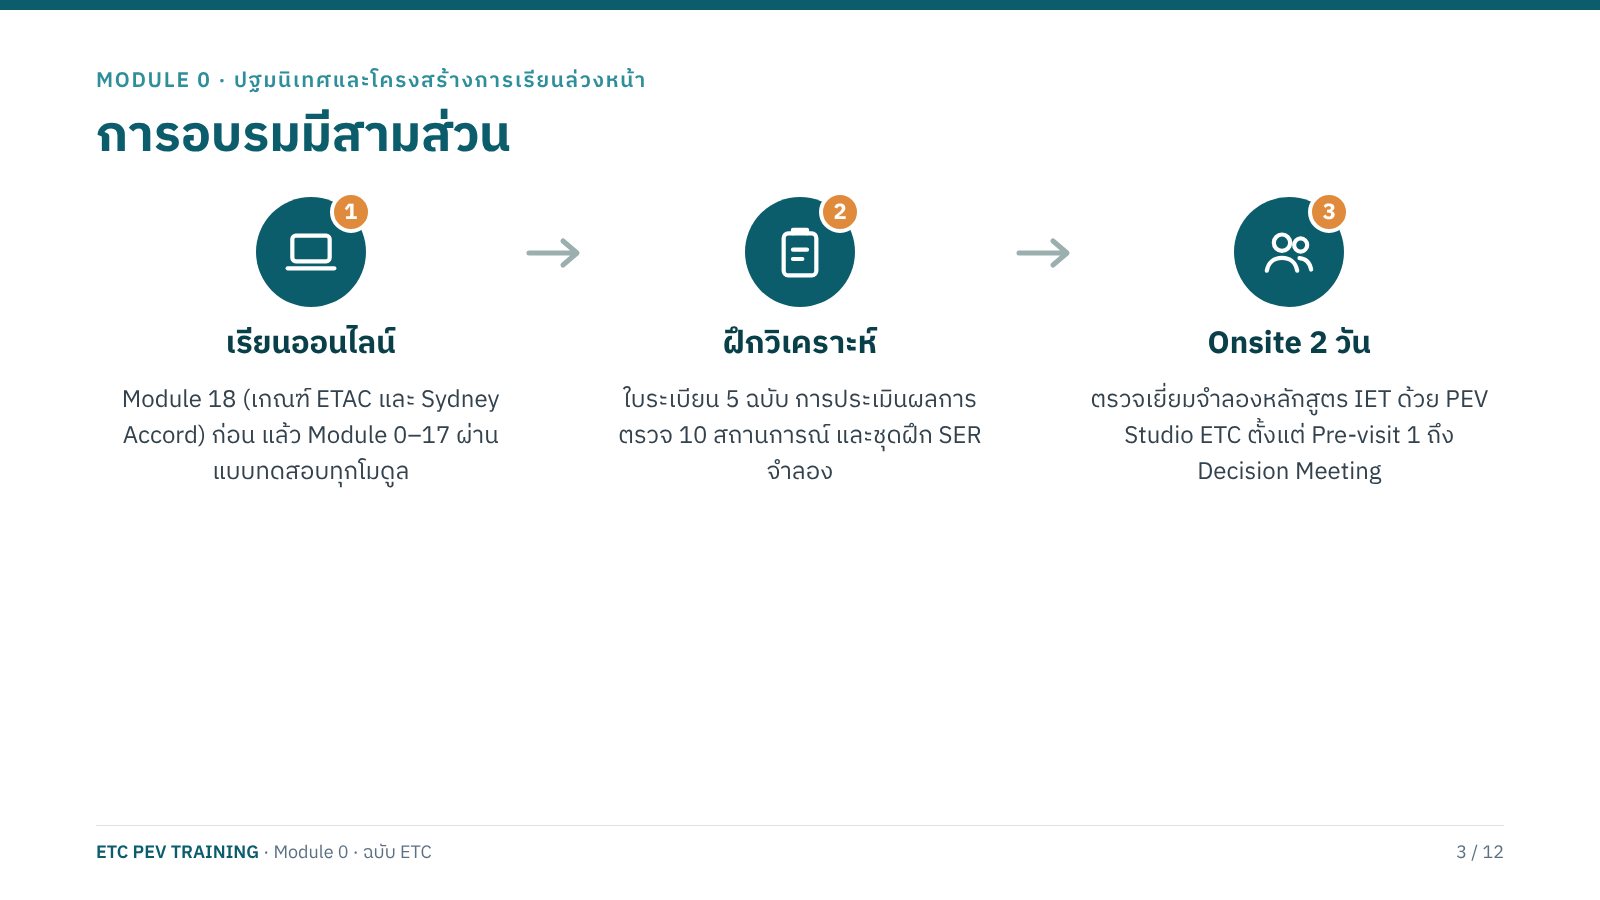 MODULE 0 · ปฐมนิเทศและโครงสร้างการเรียนล่วงหน้า
การอบรมมีสามส่วน
1
2
3
เรียนออนไลน์
Module 18 (เกณฑ์ ETAC และ Sydney
Accord) ก่อน แล้ว Module 0–17 ผ่าน
แบบทดสอบทุกโมดูล
ฝึกวิเคราะห์
ใบระเบียน 5 ฉบับ การประเมินผลการ
ตรวจ 10 สถานการณ์ และชุดฝึก SER
จำลอง
Onsite 2 วัน
ตรวจเยี่ยมจำลองหลักสูตร IET ด้วย PEV
Studio ETC ตั้งแต่ Pre-visit 1 ถึง
Decision Meeting
ETC PEV TRAINING · Module 0 · ฉบับ ETC
3 / 12